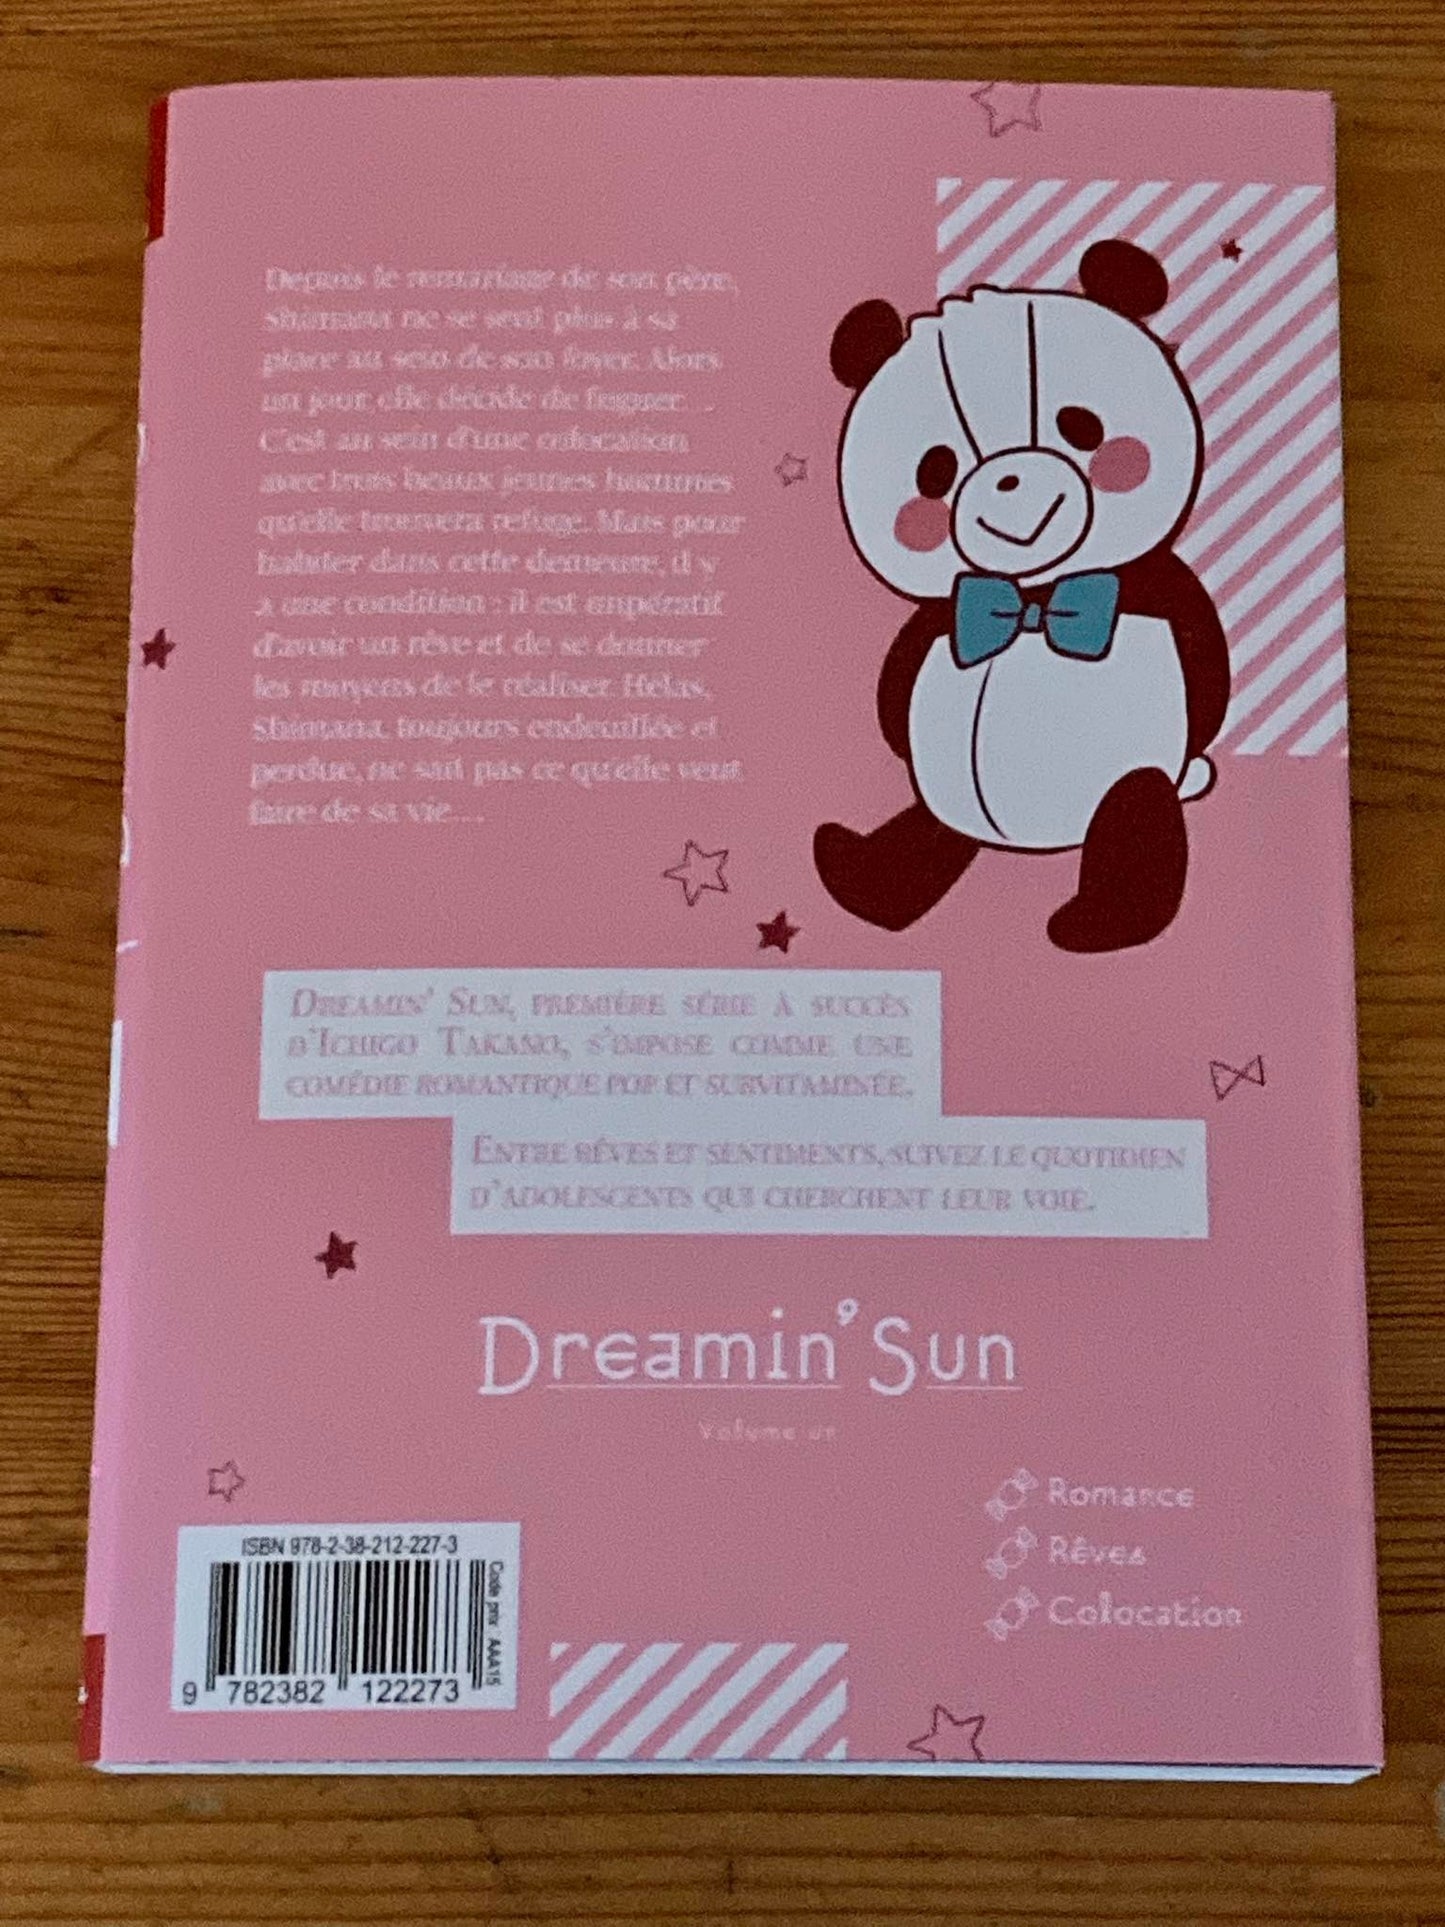 Depuis le remariage de son père,
Shimana ne se sent plus à sa
place au sein de son foyer. Alors
un jour, elle décide de fuguer…
C'est au sein d'une colocation
avec trois beaux jeunes hommes
qu'elle trouvera refuge. Mais pour
habiter dans cette demeure, il y
a une condition : il est impératif
d'avoir un rêve et de se donner
les moyens de le réaliser. Hélas,
Shimana, toujours endeuillée et
perdue, ne sait pas ce qu'elle veut
faire de sa vie…
DREAMIN' SUN, PREMIÈRE SÉRIE À SUCCÈS
D'ICHIGO TAKANO, S'IMPOSE COMME UNE
COMÉDIE ROMANTIQUE POP ET SURVITAMINÉE.
ENTRE RÊVES ET SENTIMENTS, SUIVEZ LE QUOTIDIEN
D'ADOLESCENTS QUI CHERCHENT LEUR VOIE.
Dreamin' Sun
Volume un
Romance
Rêves
Colocation
ISBN 978-2-38-212-227-3
Code prix : AAA15
9 782382 122273